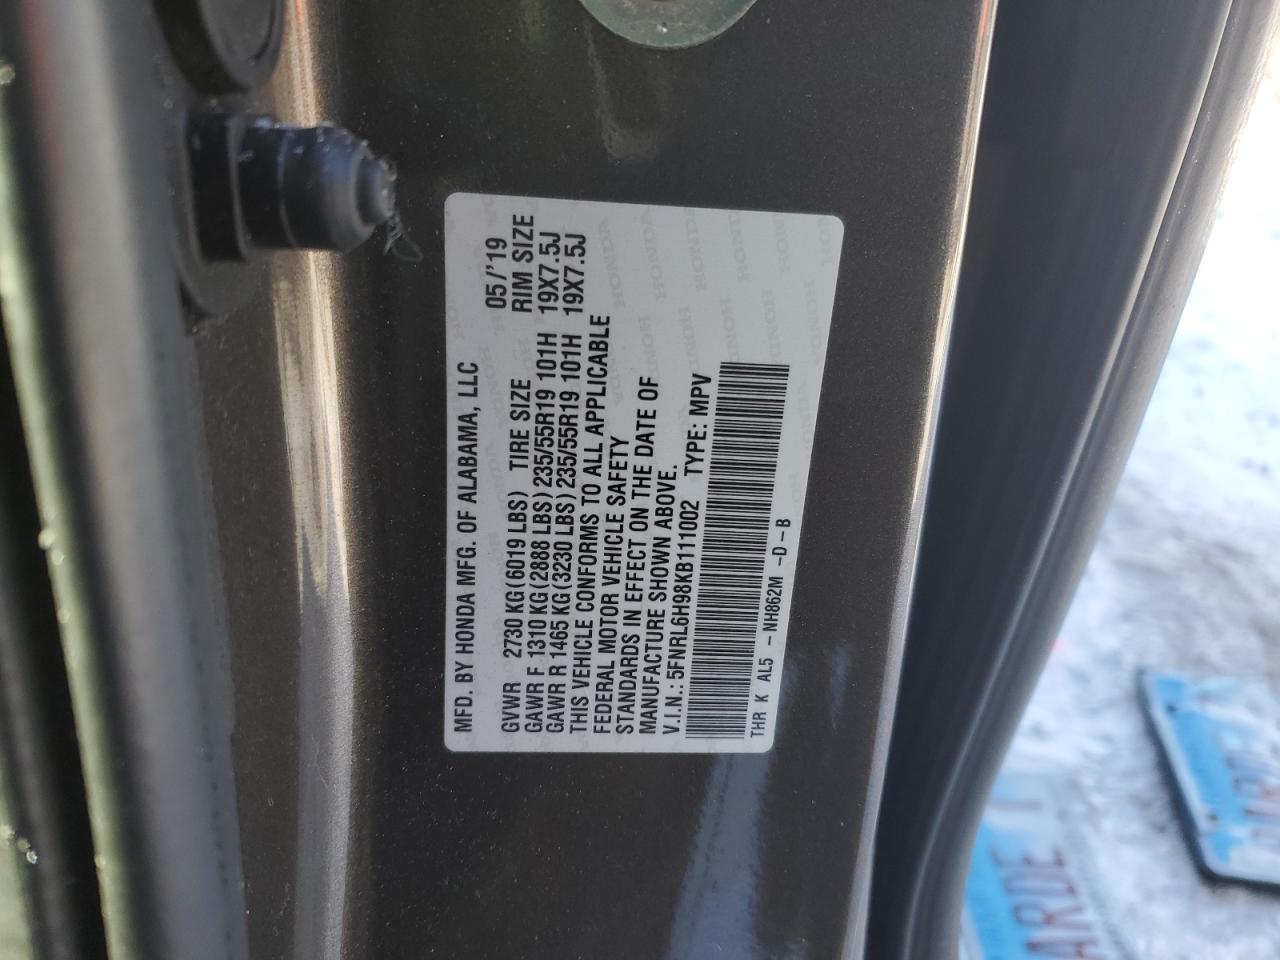 MFD. BY HONDA MFG. OF ALABAMA, LLC 05/'19
GVWR 2730 KG(6019 LBS) TIRE SIZE RIM SIZE
GAWR F 1310 KG(2888 LBS)235/55R19 101H 19X7.5J
GAWR R 1465 KG(3230 LBS)235/55R19 101H 19X7.5J
THIS VEHICLE CONFORMS TO ALL APPLICABLE
FEDERAL MOTOR VEHICLE SAFETY
STANDARDS IN EFFECT ON THE DATE OF
MANUFACTURE SHOWN ABOVE.
V.I.N.: 5FNRL6H98KB111002 TYPE: MPV
THR K AL5 -NH862M -D-B